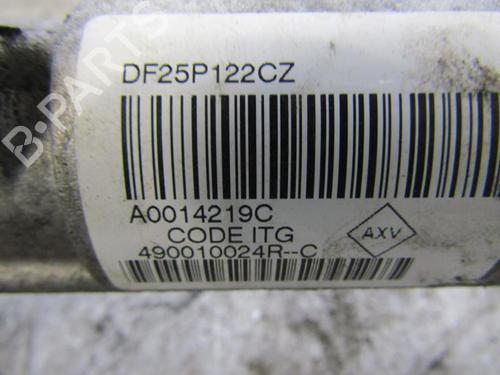 DF25P122CZ
A0014219C
CODE ITG
490010024R--C
AXV
B-PARTS